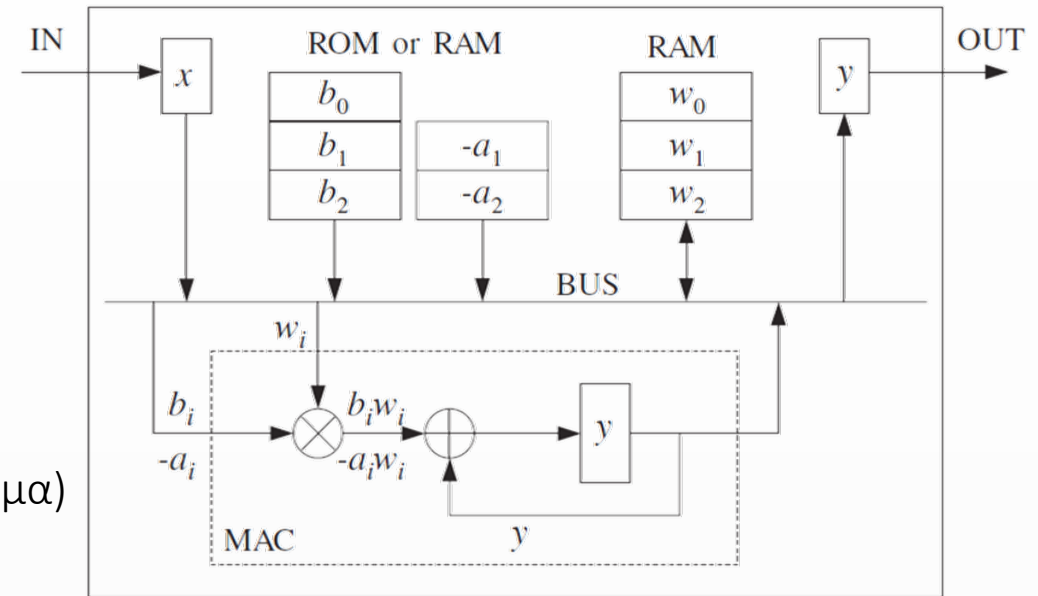 IN
ROM or RAM
RAM
OUT
x
b₀
b₁
b₂
-a₁
-a₂
w₀
w₁
w₂
y
BUS
wᵢ
bᵢ
-aᵢ
bᵢwᵢ
-aᵢwᵢ
y
y
MAC
μα)